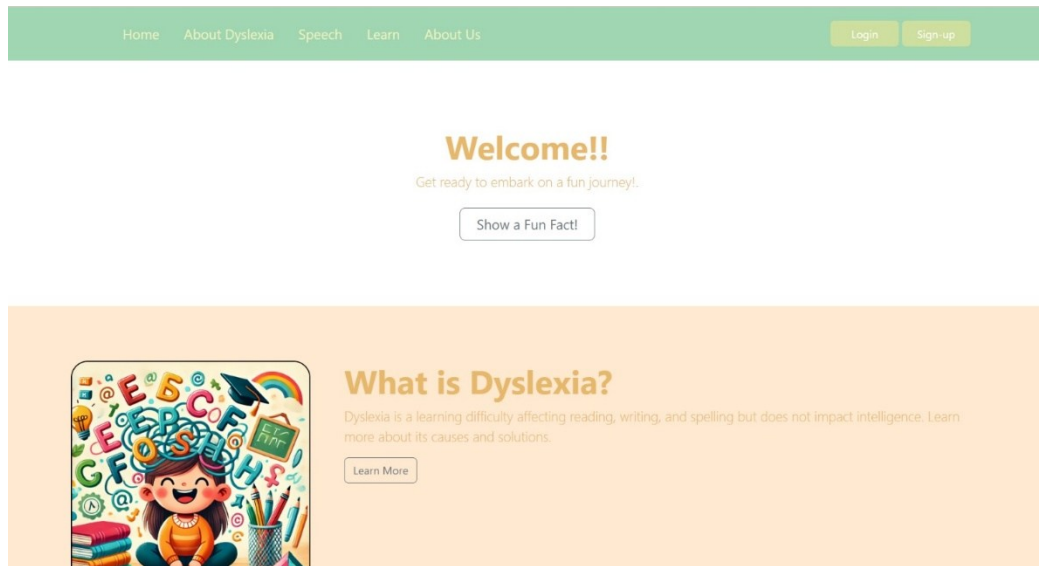 Home About Dyslexia Speech Learn About Us Login Sign-up
Welcome!!
Get ready to embark on a fun journey!.
Show a Fun Fact!
What is Dyslexia?
Dyslexia is a learning difficulty affecting reading, writing, and spelling but does not impact intelligence. Learn
more about its causes and solutions.
Learn More